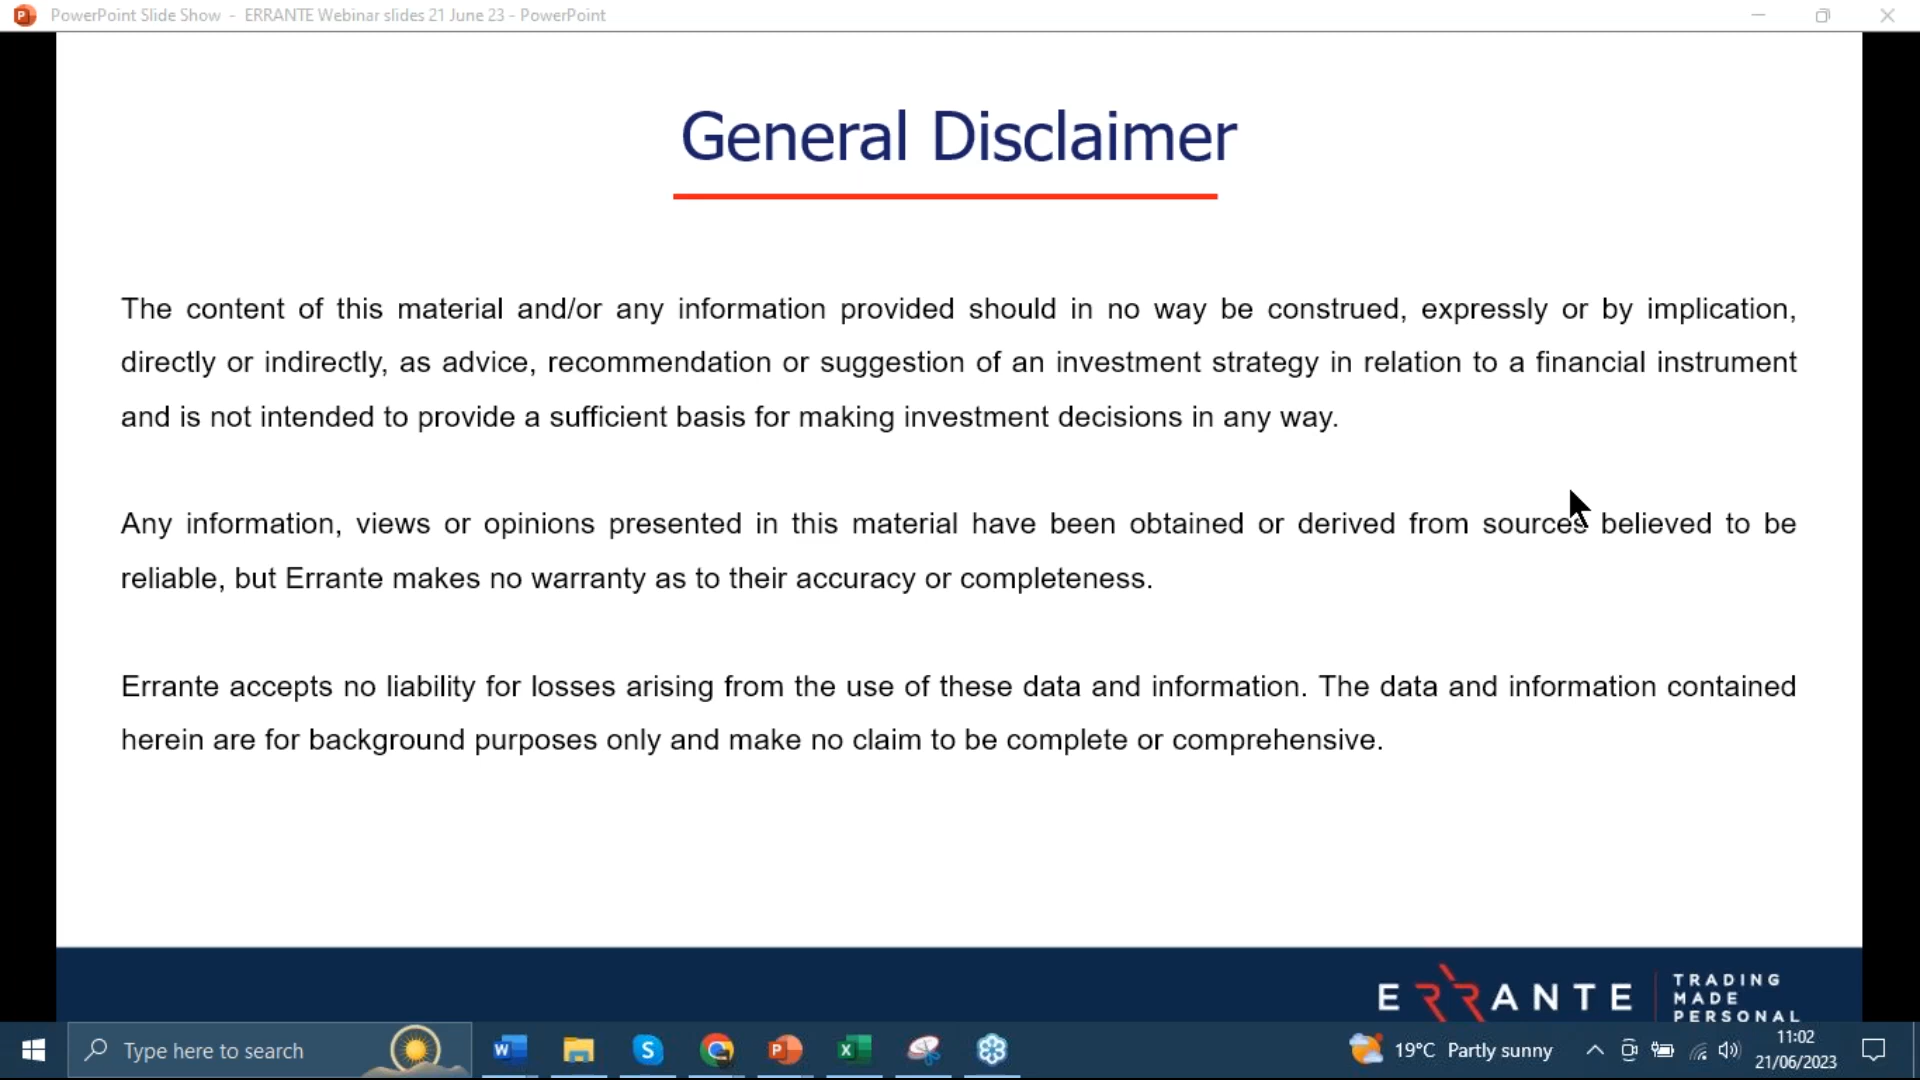 PowerPoint Slide Show - ERRANTE Webinar slides 21 June 23 - PowerPoint
General Disclaimer
The content of this material and/or any information provided should in no way be construed, expressly or by implication,
directly or indirectly, as advice, recommendation or suggestion of an investment strategy in relation to a financial instrument
and is not intended to provide a sufficient basis for making investment decisions in any way.
Any information, views or opinions presented in this material have been obtained or derived from sources believed to be
reliable, but Errante makes no warranty as to their accuracy or completeness.
Errante accepts no liability for losses arising from the use of these data and information. The data and information contained
herein are for background purposes only and make no claim to be complete or comprehensive.
ERRANTE
TRADING
MADE
PERSONAL
Type here to search
19°C Partly sunny
11:02
21/06/2023